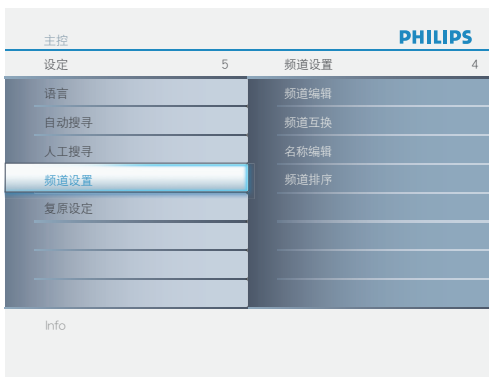 主控
PHILIPS
设定 5 频道设置 4
语言 频道编辑
自动搜寻 频道互换
人工搜寻 名称编辑
频道设置 频道排序
复原设定
Info